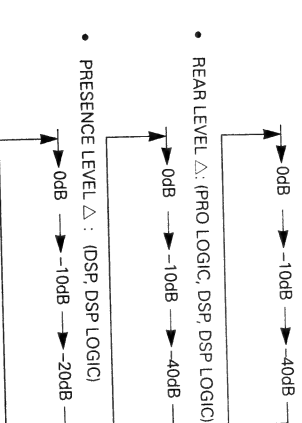 0dB -10dB -40dB
• REAR LEVEL △: (PRO LOGIC, DSP, DSP LOGIC)
0dB -10dB -40dB
• PRESENCE LEVEL △ : (DSP, DSP LOGIC)
0dB -10dB -20dB